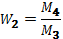 W₂ = M₄/M₃